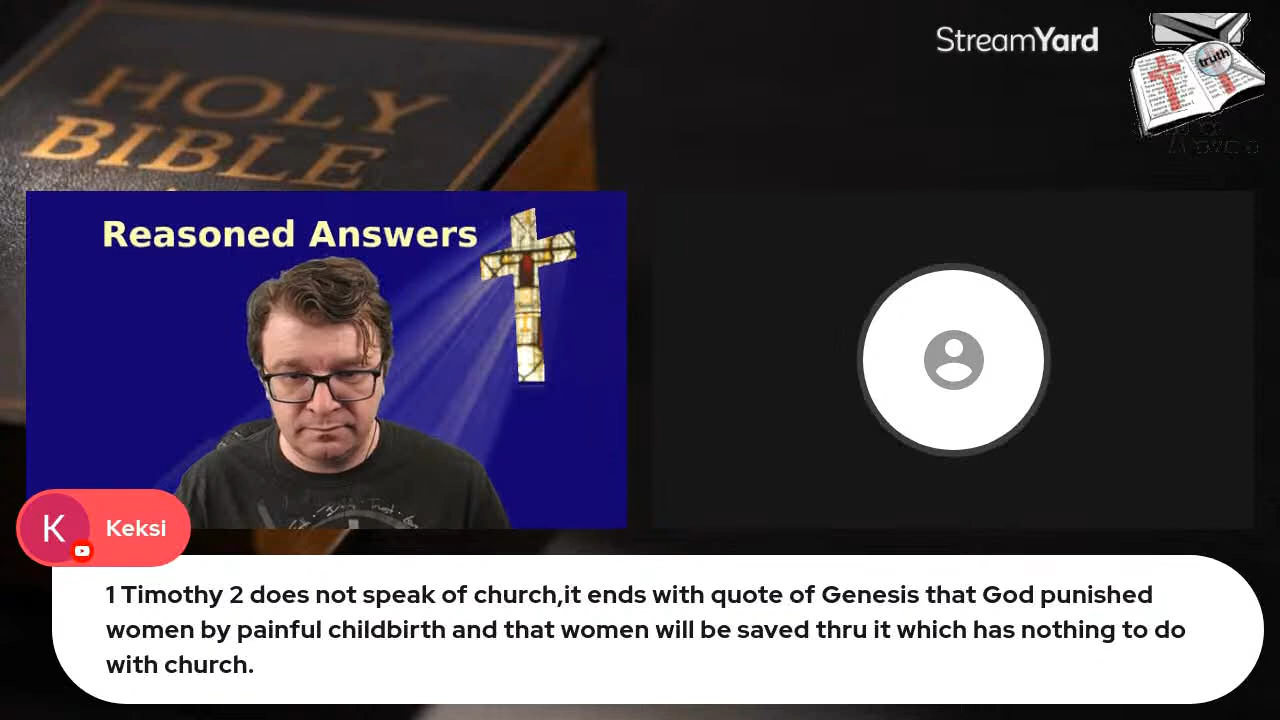 HOLY
BIBLE
StreamYard
truth
Reasoned Answers
K
Keksi
1 Timothy 2 does not speak of church,it ends with quote of Genesis that God punished
women by painful childbirth and that women will be saved thru it which has nothing to do
with church.